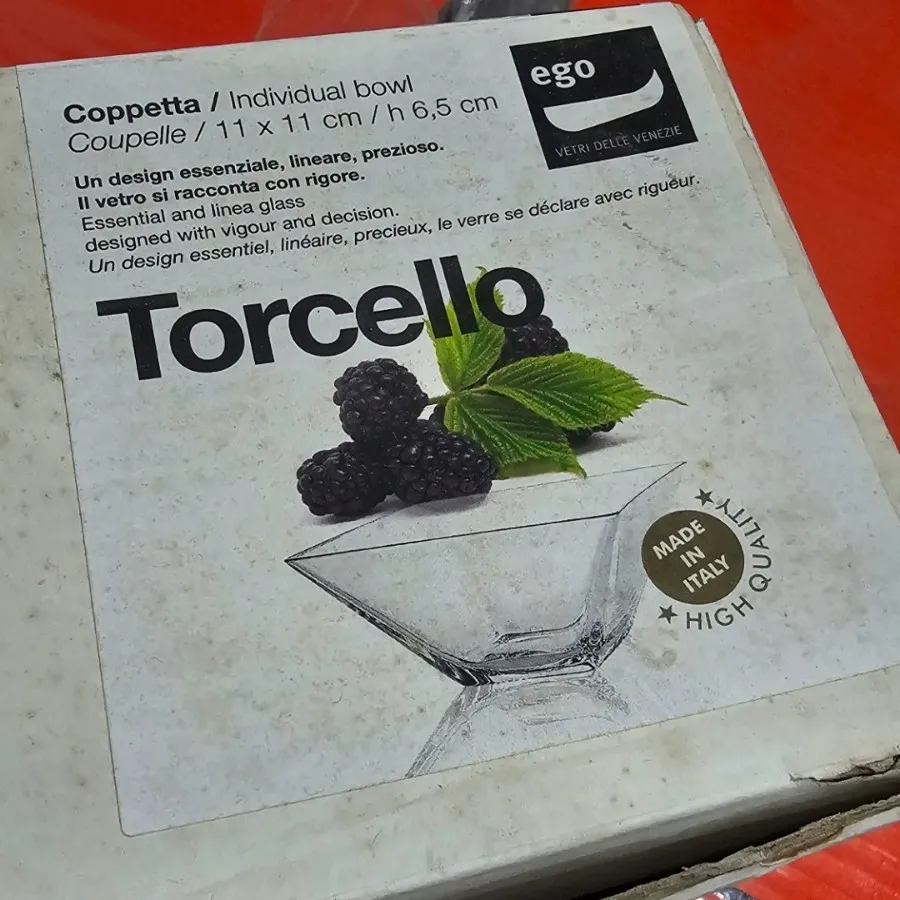 Coppetta / Individual bowl
Coupelle / 11 x 11 cm / h 6,5 cm
ego
VETRI DELLE VENEZIE
Un design essenziale, lineare, prezioso.
Il vetro si racconta con rigore.
Essential and linea glass
designed with vigour and decision.
Un design essentiel, linéaire, precieux, le verre se déclare avec rigueur.
Torcello
MADE
IN
ITALY
HIGH QUALITY